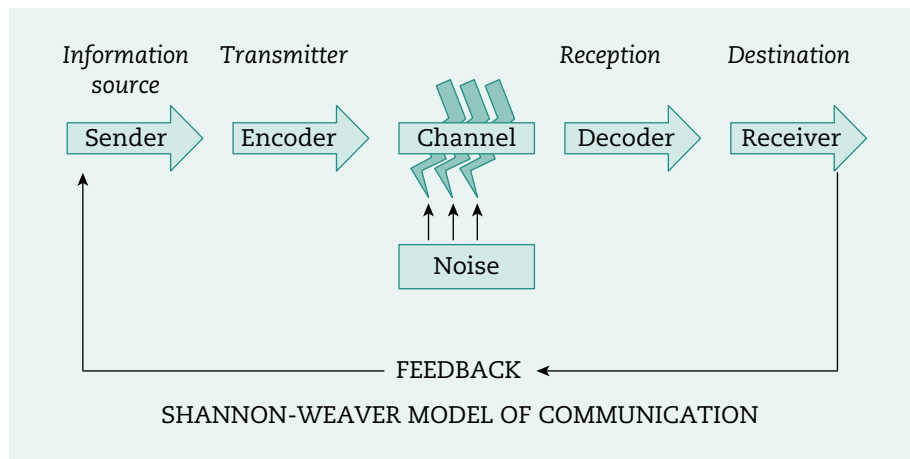 Information source
Transmitter
Reception
Destination
Sender
Encoder
Channel
Decoder
Receiver
Noise
FEEDBACK
SHANNON-WEAVER MODEL OF COMMUNICATION